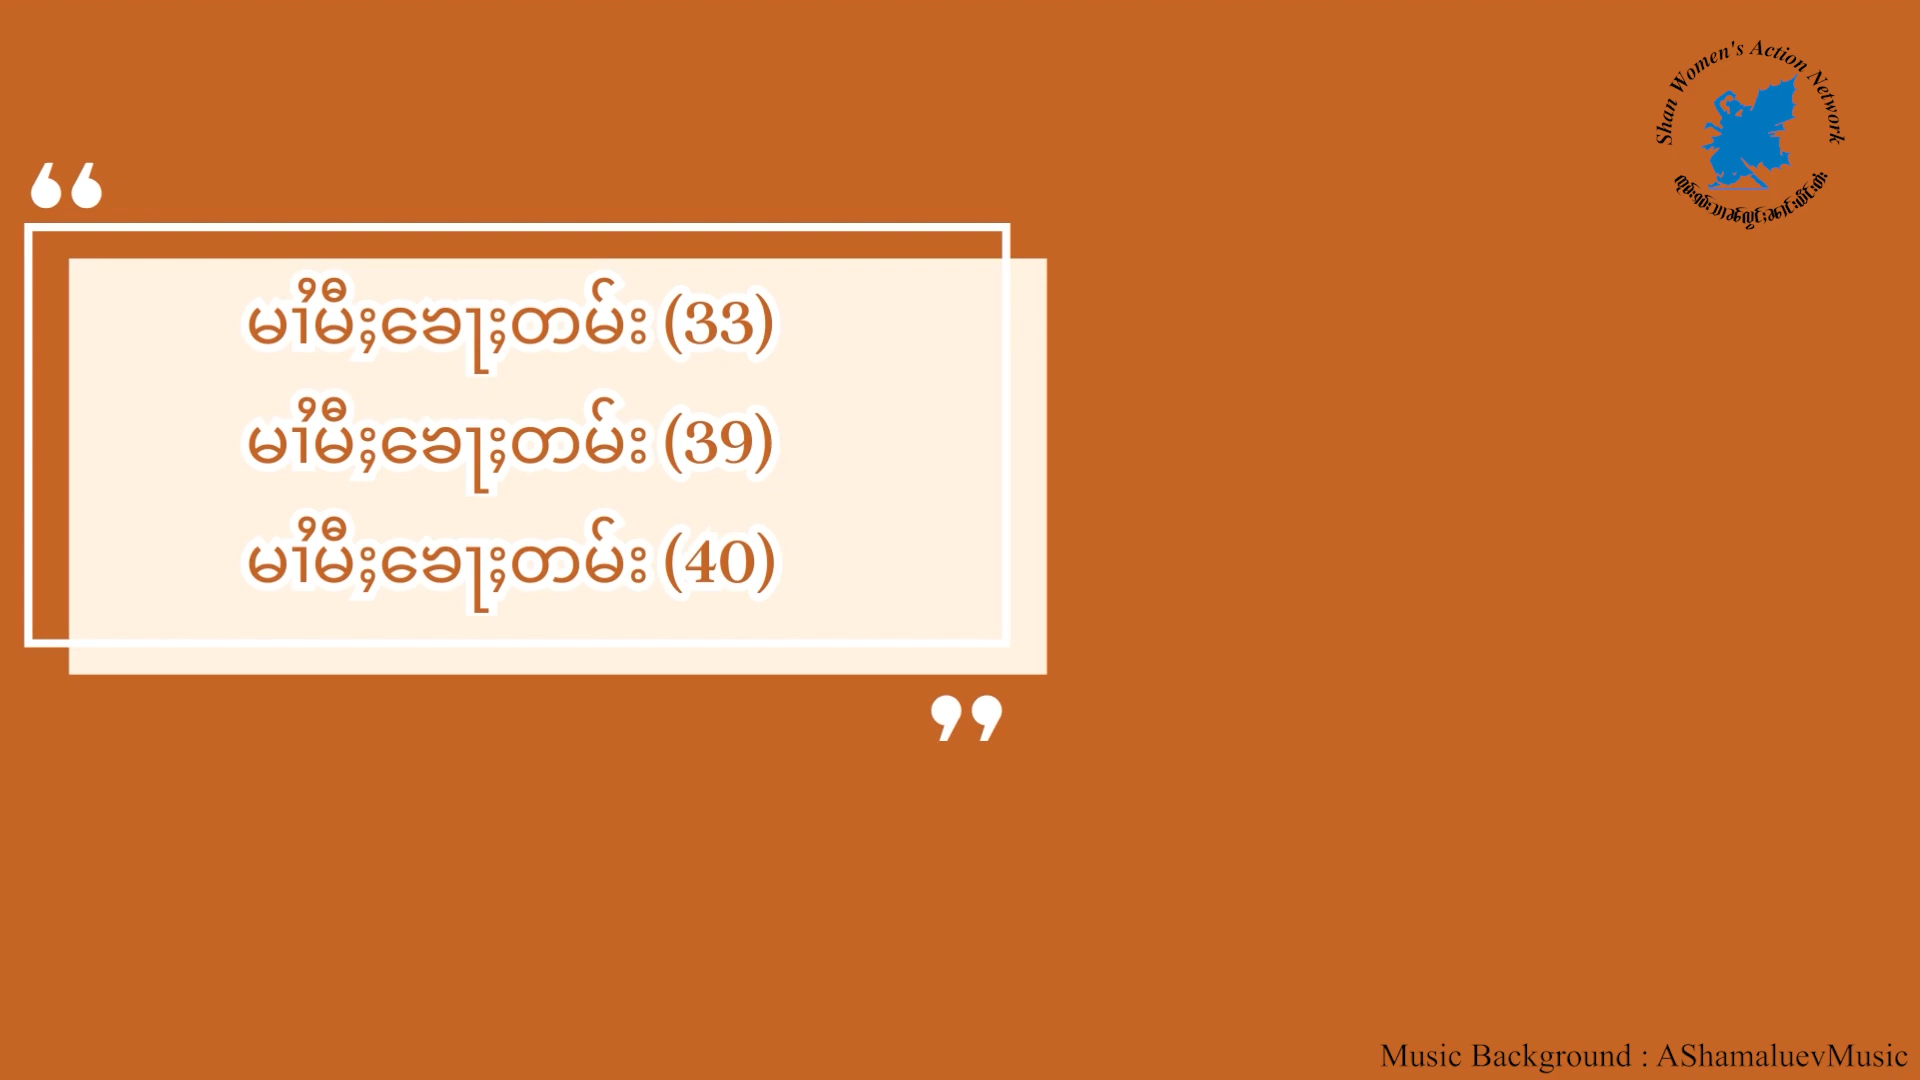 Shan Women's Action Network
မၢႆမီႈၶေႃႈတမ်း (33)
မၢႆမီႈၶေႃႈတမ်း (39)
မၢႆမီႈၶေႃႈတမ်း (40)
Music Background : AShamaluevMusic